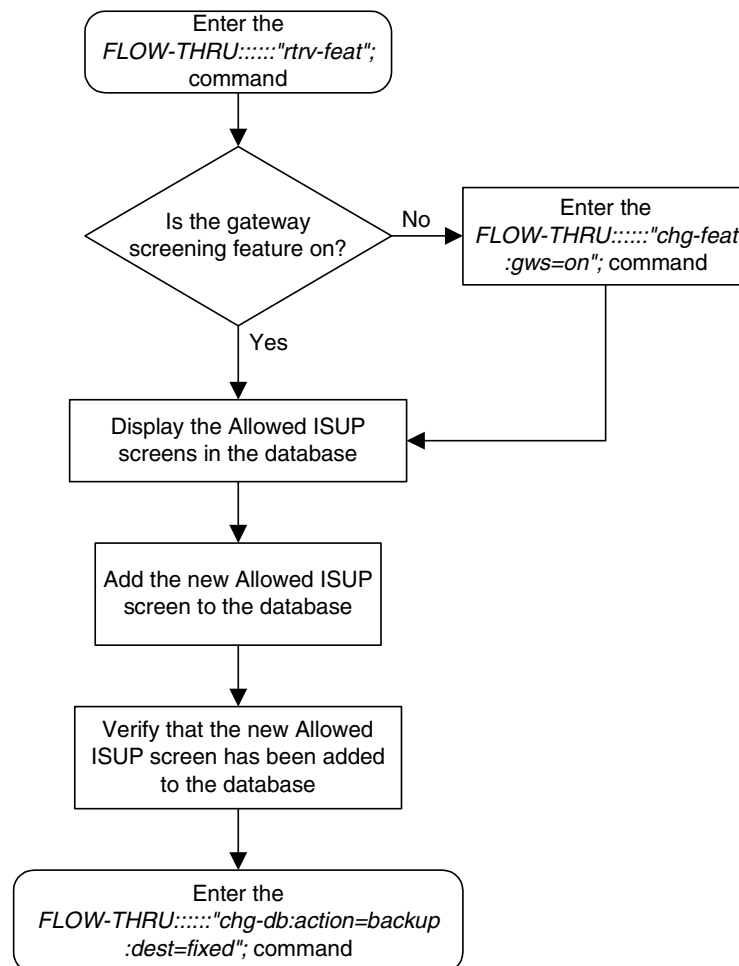 Enter the
FLOW-THRU::::::"rtrv-feat";
command
Is the gateway
screening feature on?
No
Enter the
FLOW-THRU::::::"chg-feat
:gws=on"; command
Yes
Display the Allowed ISUP
screens in the database
Add the new Allowed ISUP
screen to the database
Verify that the new Allowed
ISUP screen has been added
to the database
Enter the
FLOW-THRU::::::"chg-db:action=backup
:dest=fixed"; command